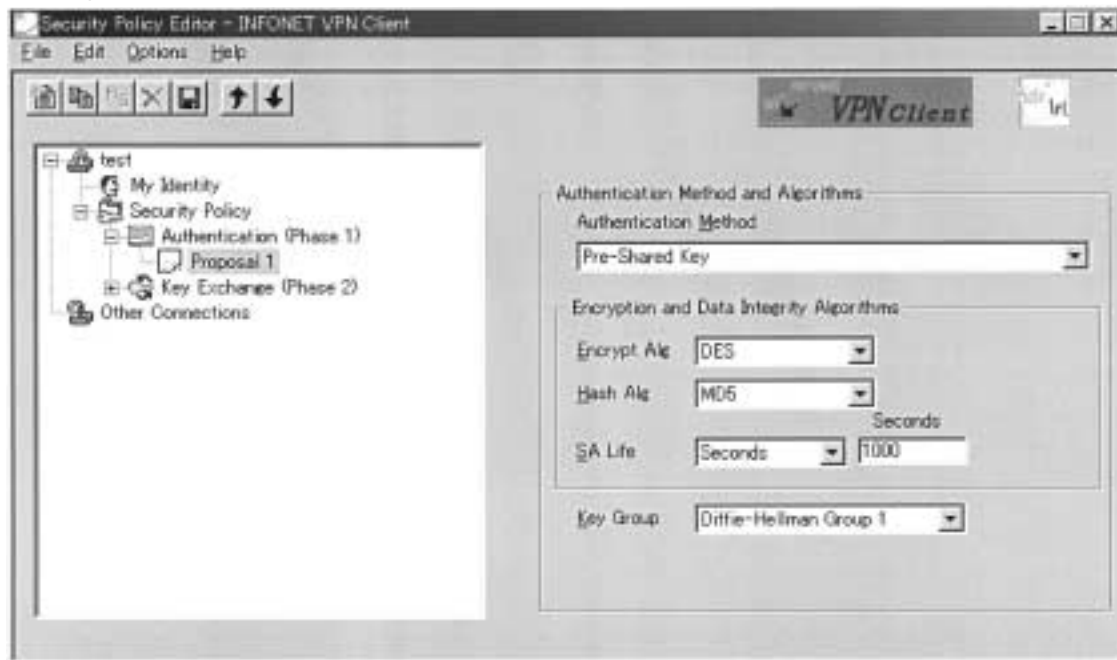 Security Policy Editor - INFONET VPN Client
File Edit Options Help
VPN Client
test
My Identity
Security Policy
Authentication (Phase 1)
Proposal 1
Key Exchange (Phase 2)
Other Connections
Authentication Method and Algorithms
Authentication Method
Pre-Shared Key
Encryption and Data Integrity Algorithms
Encrypt Alg DES
Hash Alg MD5
Seconds
SA Life Seconds 1000
Key Group Diffie-Hellman Group 1